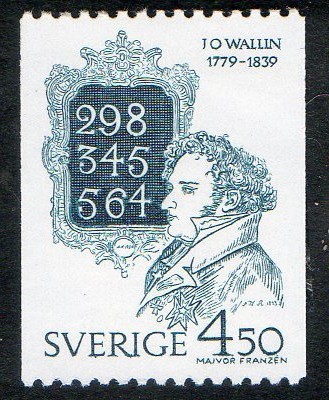 J O WALLIN
1779-1839
298
345
564
SVERIGE 4.50
MAJVOR FRANZÉN